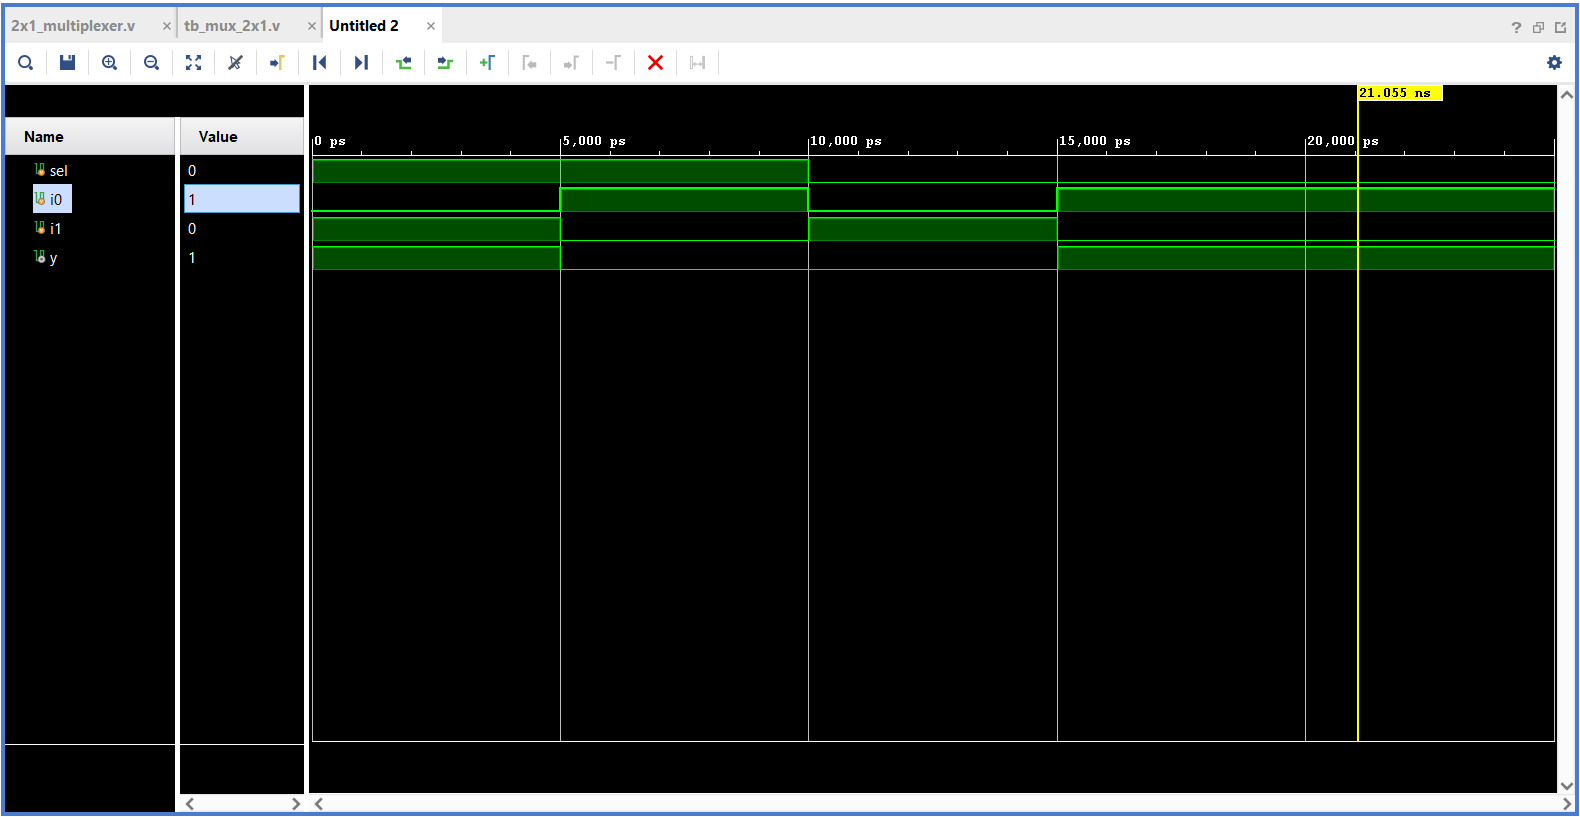 2x1_multiplexer.v × tb_mux_2x1.v × Untitled 2 ×
?
21.055 ns
Name Value
0 ps 5,000 ps 10,000 ps 15,000 ps 20,000 ps
sel 0
i0 1
i1 0
y 1